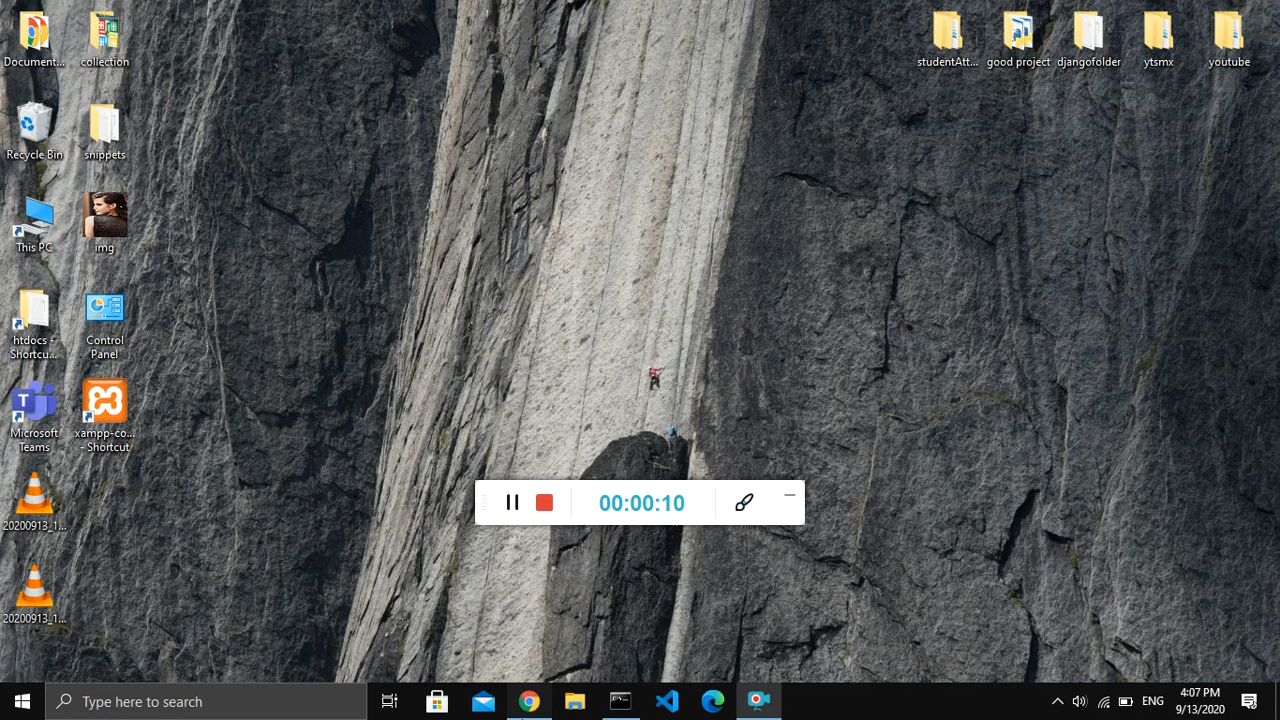 Document...
collection
studentAtt...
good project
djangofolder
ytsmx
youtube
Recycle Bin
snippets
This PC
img
htdocs -
Shortcu...
Control
Panel
Microsoft
Teams
xampp-co...
- Shortcut
20200913_1...
20200913_1...
00:00:10
Type here to search
ENG
4:07 PM
9/13/2020